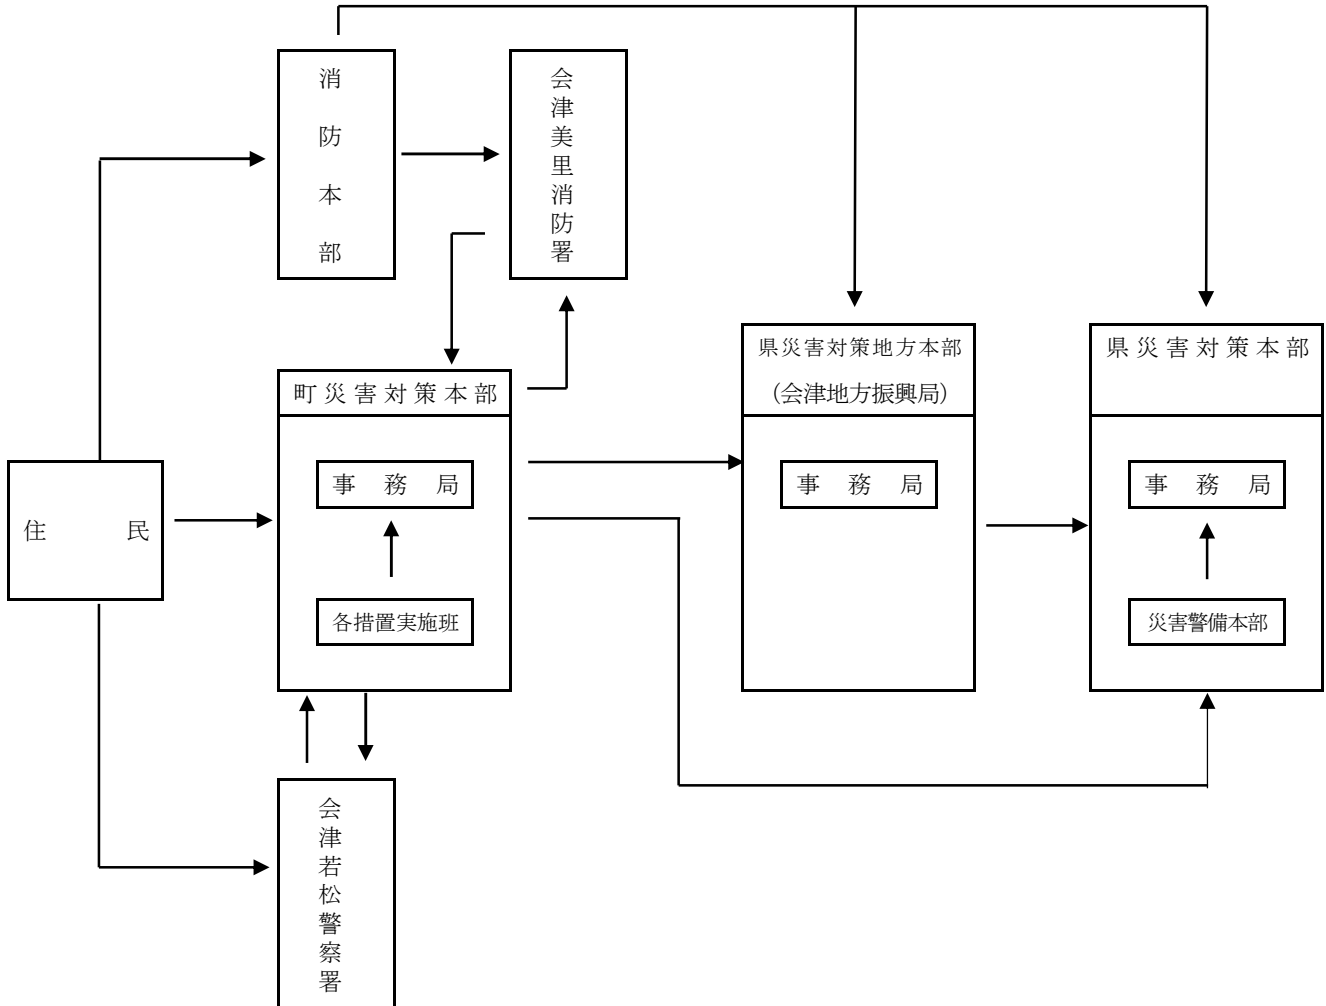 消防本部
会津美里消防署
県災害対策地方本部
(会津地方振興局)
県災害対策本部
町災害対策本部
事務局
事務局
事務局
住民
各措置実施班
災害警備本部
会津若松警察署